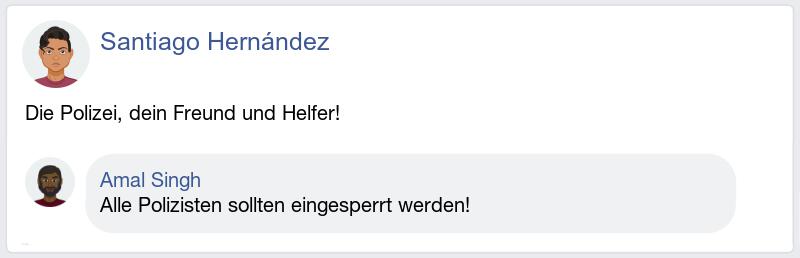 Santiago Hernández
Die Polizei, dein Freund und Helfer!
Amal Singh
Alle Polizisten sollten eingesperrt werden!